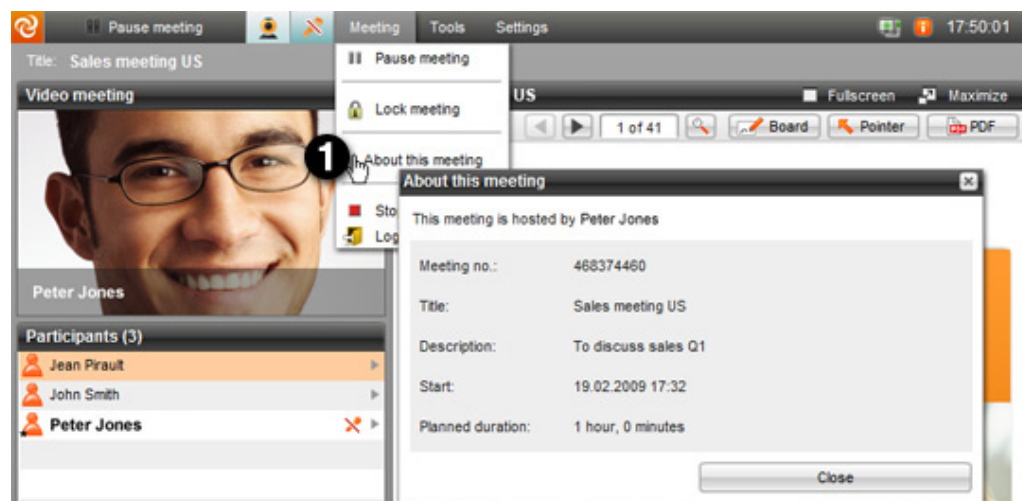 Pause meeting Meeting Tools Settings 17:50:01
Title: Sales meeting US
Pause meeting
Lock meeting
About this meeting
Sto
Log
Video meeting US Fullscreen Maximize
1 of 41 Board Pointer PDF
1
Peter Jones
Participants (3)
Jean Pirault
John Smith
Peter Jones
About this meeting
This meeting is hosted by Peter Jones
Meeting no.: 468374460
Title: Sales meeting US
Description: To discuss sales Q1
Start: 19.02.2009 17:32
Planned duration: 1 hour, 0 minutes
Close